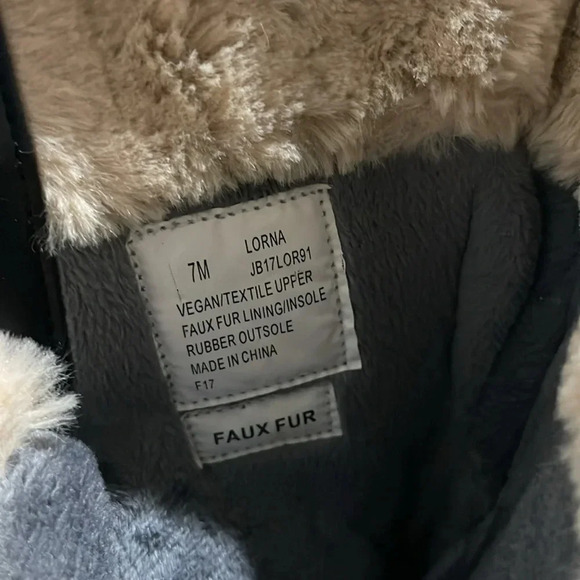 7M LORNA
JB17LOR91
VEGAN/TEXTILE UPPER
FAUX FUR LINING/INSOLE
RUBBER OUTSOLE
MADE IN CHINA
F17
FAUX FUR